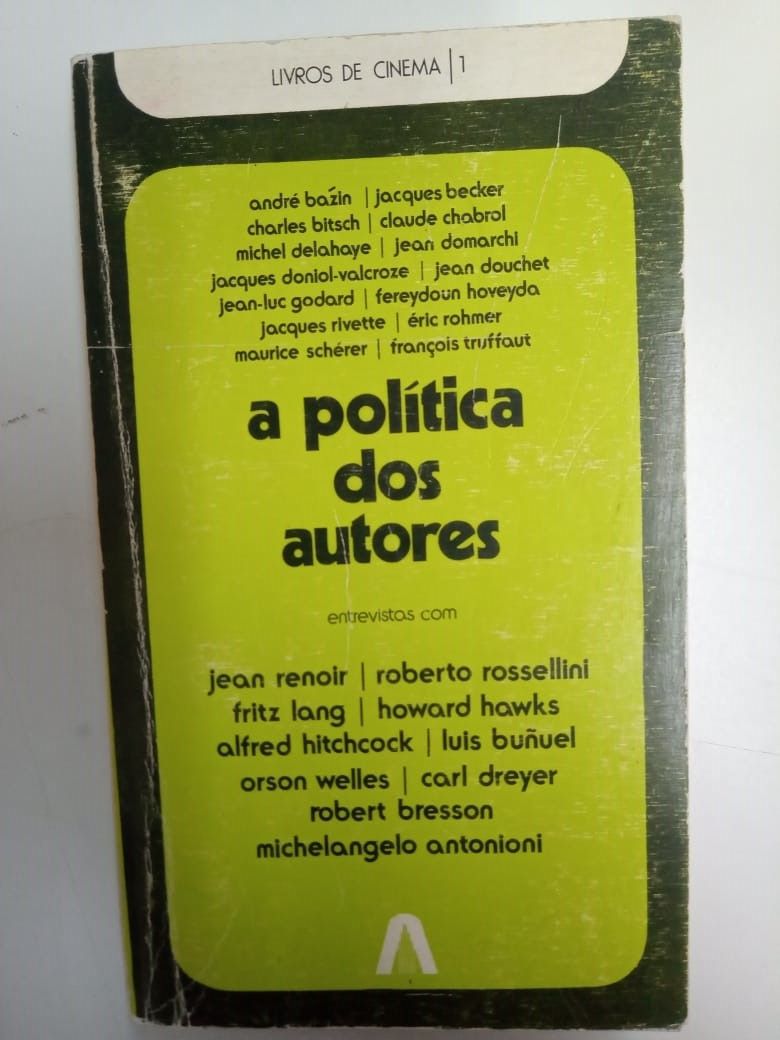 LIVROS DE CINEMA | 1
andré bazin | jacques becker
charles bitsch | claude chabrol
michel delahaye | jean domarchi
jacques doniol-valcroze | jean douchet
jean-luc godard | fereydoun hoveyda
jacques rivette | éric rohmer
maurice schérer | françois truffaut
a política
dos
autores
entrevistas com
jean renoir | roberto rossellini
fritz lang | howard hawks
alfred hitchcock | luis buñuel
orson welles | carl dreyer
robert bresson
michelangelo antonioni